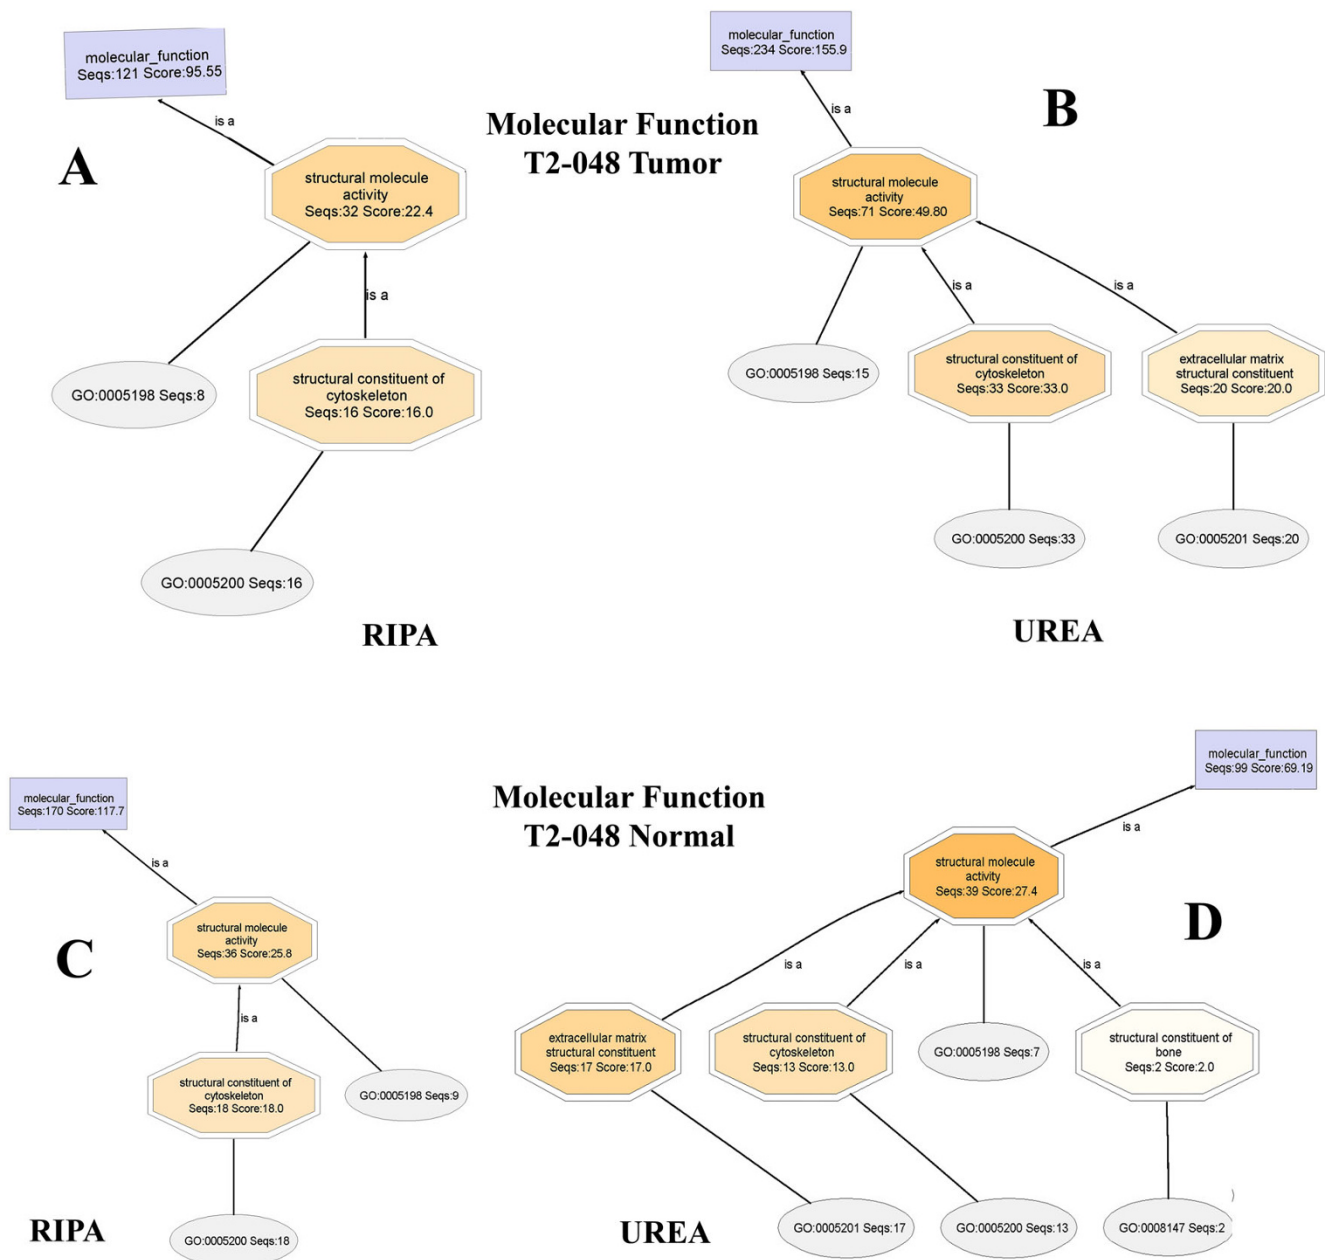 molecular_function
Seqs:121 Score:95.55
is a
A
structural molecule
activity
Seqs:32 Score:22.4
is a
GO:0005198 Seqs:8
structural constituent of
cytoskeleton
Seqs:16 Score:16.0
GO:0005200 Seqs:16
RIPA
Molecular Function
T2-048 Tumor
molecular_function
Seqs:234 Score:155.9
is a
B
structural molecule
activity
Seqs:71 Score:49.80
is a
is a
GO:0005198 Seqs:15
structural constituent of
cytoskeleton
Seqs:33 Score:33.0
extracellular matrix
structural constituent
Seqs:20 Score:20.0
GO:0005200 Seqs:33
GO:0005201 Seqs:20
UREA
molecular_function
Seqs:170 Score:117.7
is a
C
structural molecule
activity
Seqs:36 Score:25.8
is a
structural constituent of
cytoskeleton
Seqs:18 Score:18.0
GO:0005198 Seqs:9
GO:0005200 Seqs:18
RIPA
Molecular Function
T2-048 Normal
molecular_function
Seqs:99 Score:69.19
is a
structural molecule
activity
Seqs:39 Score:27.4
D
is a
is a
is a
extracellular matrix
structural constituent
Seqs:17 Score:17.0
structural constituent of
cytoskeleton
Seqs:13 Score:13.0
GO:0005198 Seqs:7
structural constituent of
bone
Seqs:2 Score:2.0
GO:0005201 Seqs:17
GO:0005200 Seqs:13
GO:0008147 Seqs:2
)
UREA